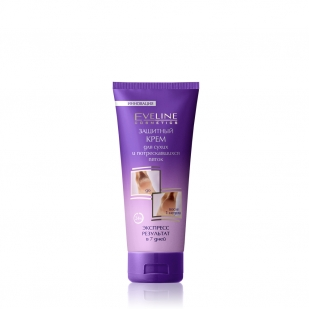 ИННОВАЦИЯ
EVELINE
COSMETICS
ЗАЩИТНЫЙ
КРЕМ
для сухих
и потрескавшихся
пяток
ЭКСПРЕСС
РЕЗУЛЬТАТ
в 7 дней